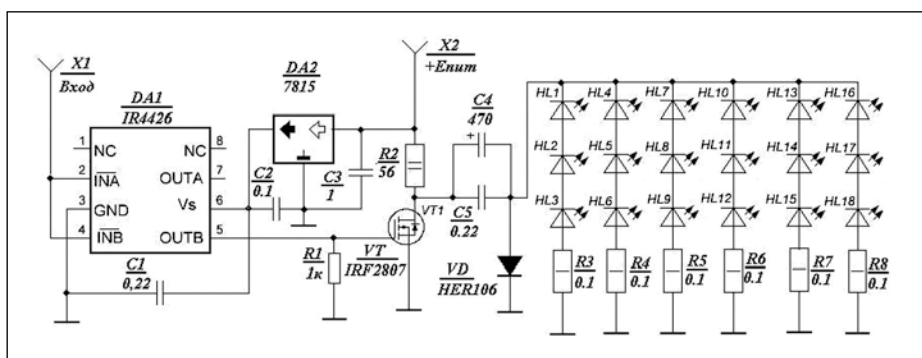 X1
Вход
DA1
IR4426
1
NC
NC
8
2
INA
OUTA
7
3
GND
Vs
6
4
INB
OUTB
5
C1
0,22
DA2
7815
C2
0.1
C3
1
R1
1к
VT
IRF2807
VT1
R2
56
X2
+Епит
C4
470
+
C5
0.22
VD
HER106
HL1
HL4
HL7
HL10
HL13
HL16
HL2
HL5
HL8
HL11
HL14
HL17
HL3
HL6
HL9
HL12
HL15
HL18
R3
0.1
R4
0.1
R5
0.1
R6
0.1
R7
0.1
R8
0.1